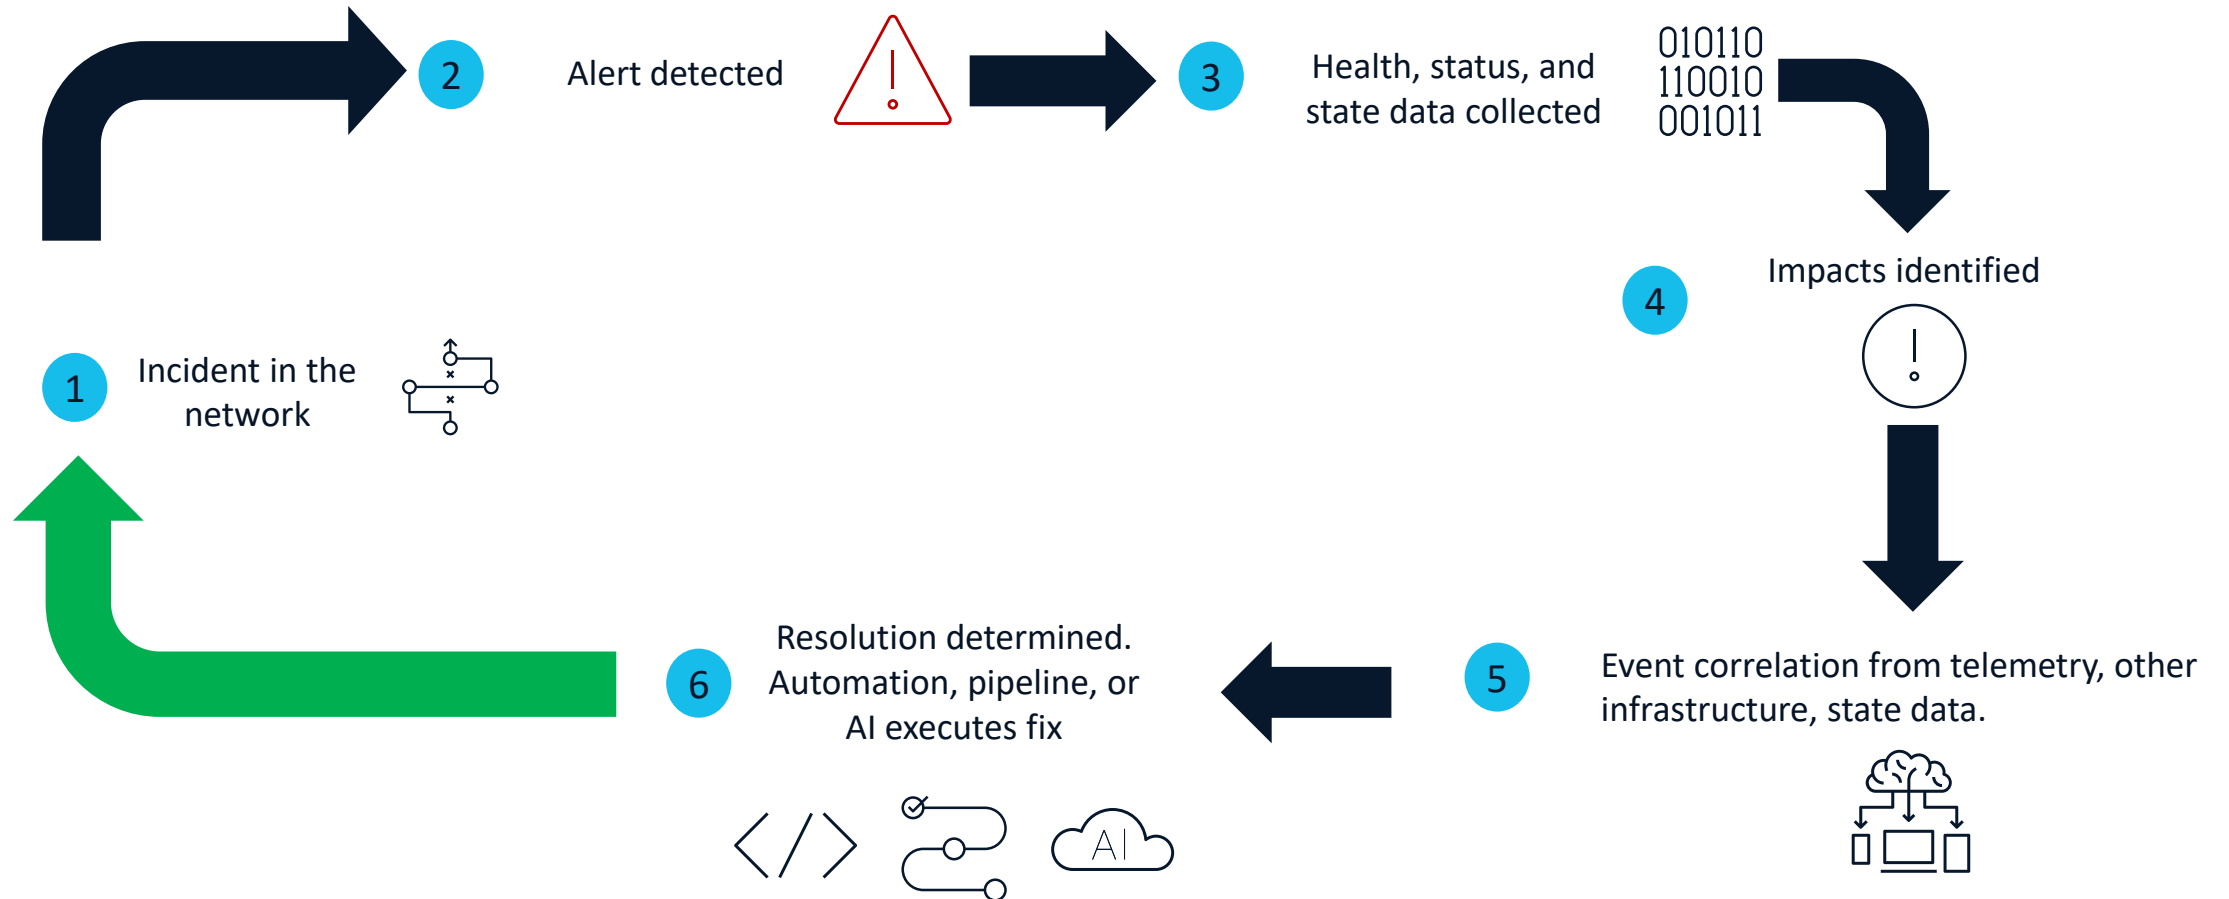 1
Incident in the
network
2
Alert detected
3
Health, status, and
state data collected
010110
110010
001011
4
Impacts identified
5
Event correlation from telemetry, other
infrastructure, state data.
6
Resolution determined.
Automation, pipeline, or
AI executes fix
</>
AI